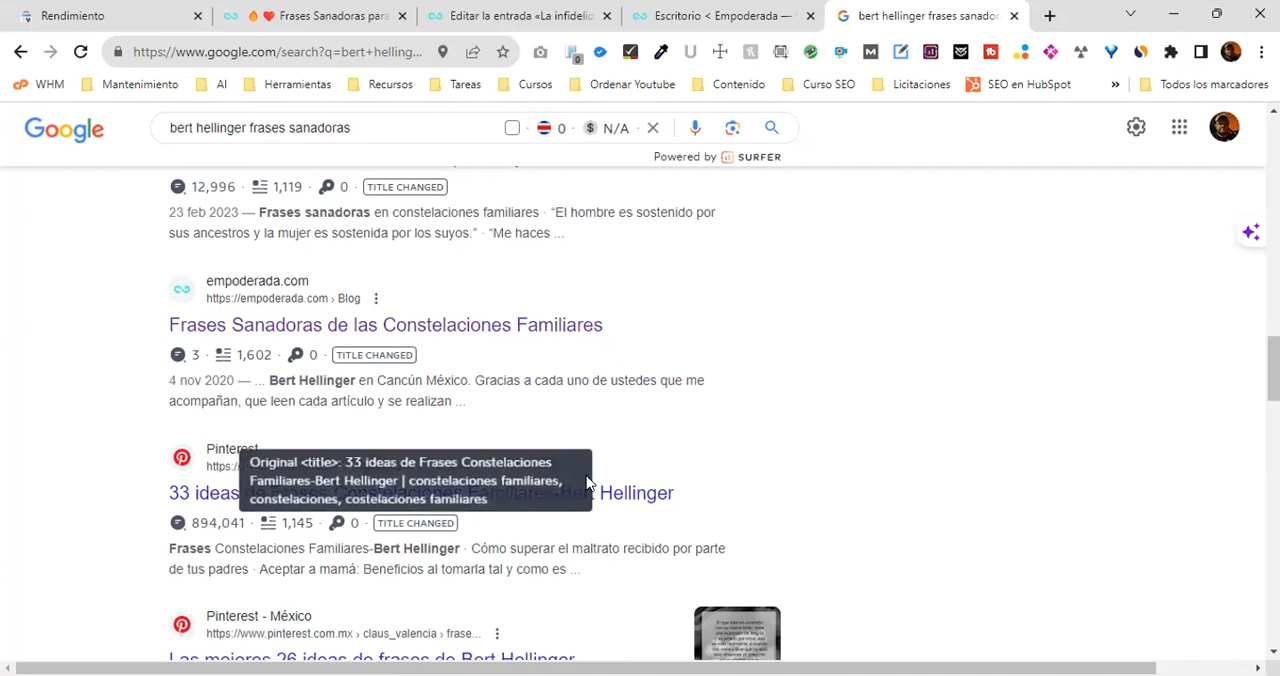 Rendimiento
🔥 ❤️ Frases Sanadoras para
Editar la entrada «La infidelid
Escritorio < Empoderada —
bert hellinger frases sanador
https://www.google.com/search?q=bert+helling...
0
WHM
Mantenimiento
AI
Herramientas
Recursos
Tareas
Cursos
Ordenar Youtube
Contenido
Curso SEO
Licitaciones
SEO en HubSpot
»
Todos los marcadores
Google
bert hellinger frases sanadoras
0 · $ N/A
Powered by SURFER
12,996 · 1,119 · 0 · TITLE CHANGED
23 feb 2023 — Frases sanadoras en constelaciones familiares · “El hombre es sostenido por
sus ancestros y la mujer es sostenida por los suyos.” · “Me haces ...
empoderada.com
https://empoderada.com › Blog
Frases Sanadoras de las Constelaciones Familiares
3 · 1,602 · 0 · TITLE CHANGED
4 nov 2020 — ... Bert Hellinger en Cancún México. Gracias a cada uno de ustedes que me
acompañan, que leen cada artículo y se realizan ...
Pinterest
Original <title>: 33 ideas de Frases Constelaciones
Familiares-Bert Hellinger | constelaciones familiares,
constelaciones, costelaciones familiares
33 ideas de Frases Constelaciones Familiares-Bert Hellinger
894,041 · 1,145 · 0 · TITLE CHANGED
Frases Constelaciones Familiares-Bert Hellinger · Cómo superar el maltrato recibido por parte
de tus padres · Aceptar a mamá: Beneficios al tomarla tal y como es ...
Pinterest - México
https://www.pinterest.com.mx › claus_valencia › frase...